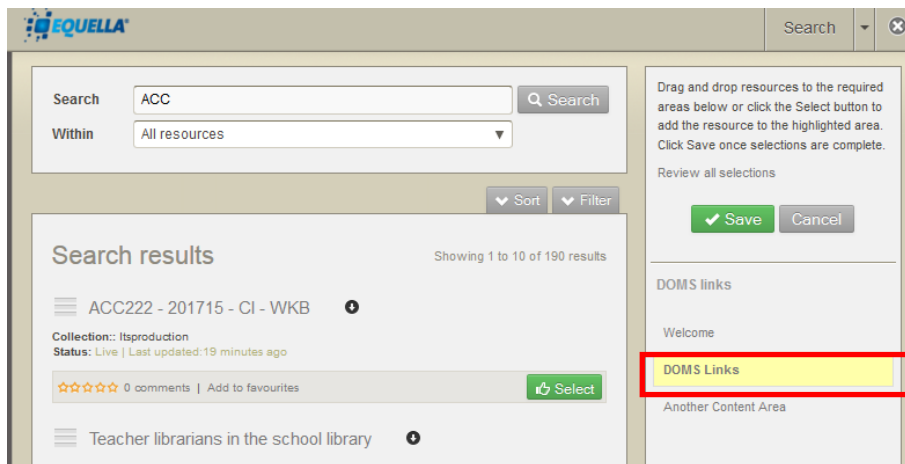 EQUELLA
Search
Search ACC Search
Within All resources
Sort Filter
Search results
Showing 1 to 10 of 190 results
ACC222 - 201715 - CI - WKB
Collection:: Itsproduction
Status: Live | Last updated:19 minutes ago
0 comments | Add to favourites Select
Teacher librarians in the school library
Drag and drop resources to the required
areas below or click the Select button to
add the resource to the highlighted area.
Click Save once selections are complete.
Review all selections
Save Cancel
DOMS links
Welcome
DOMS Links
Another Content Area